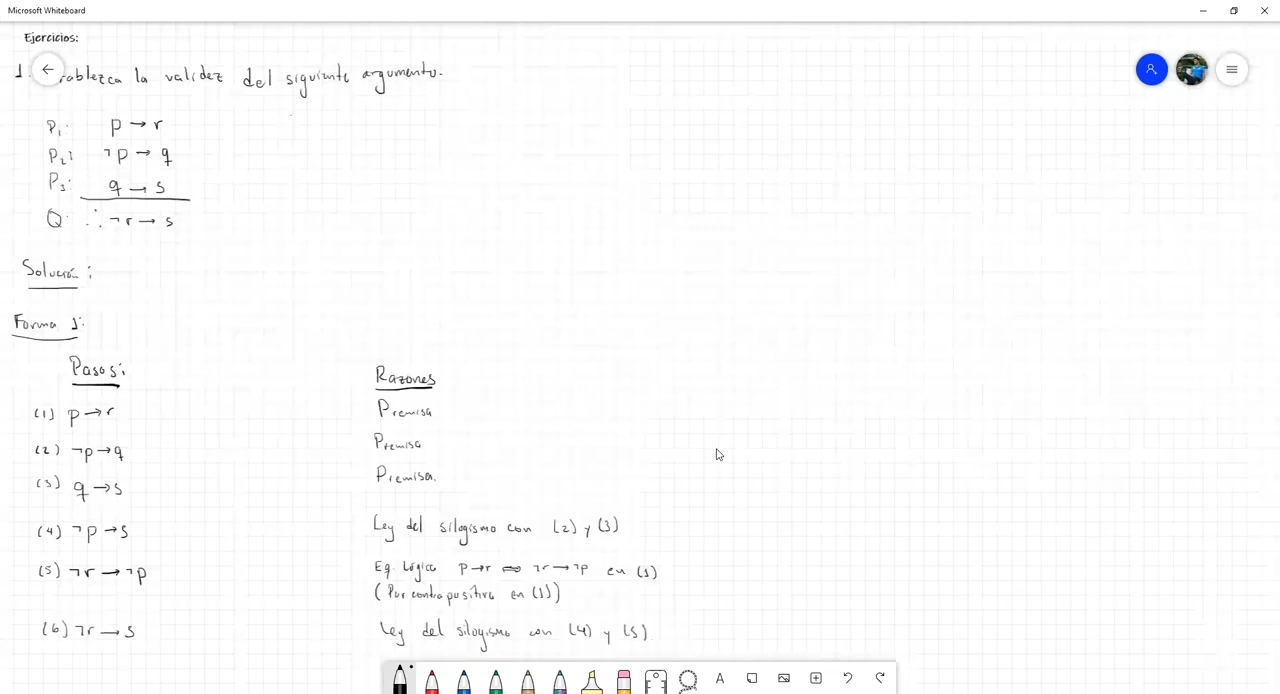 Microsoft Whiteboard
Ejercicios:
1. tablezca la validez del siguiente argumento.
P₁: p → r
P₂: ¬p → q
P₃: q → s
Q: ∴ ¬r → s
Solución:
Forma 1:
Pasos: Razones
(1) p → r Premisa
(2) ¬p → q Premisa
(3) q → s Premisa.
(4) ¬p → s Ley del silogismo con (2) y (3)
(5) ¬r → ¬p Eq. Lógica p → r ⇔ ¬r → ¬p en (1)
(Por contrapositiva en (1))
(6) ¬r → s Ley del silogismo con (4) y (5)